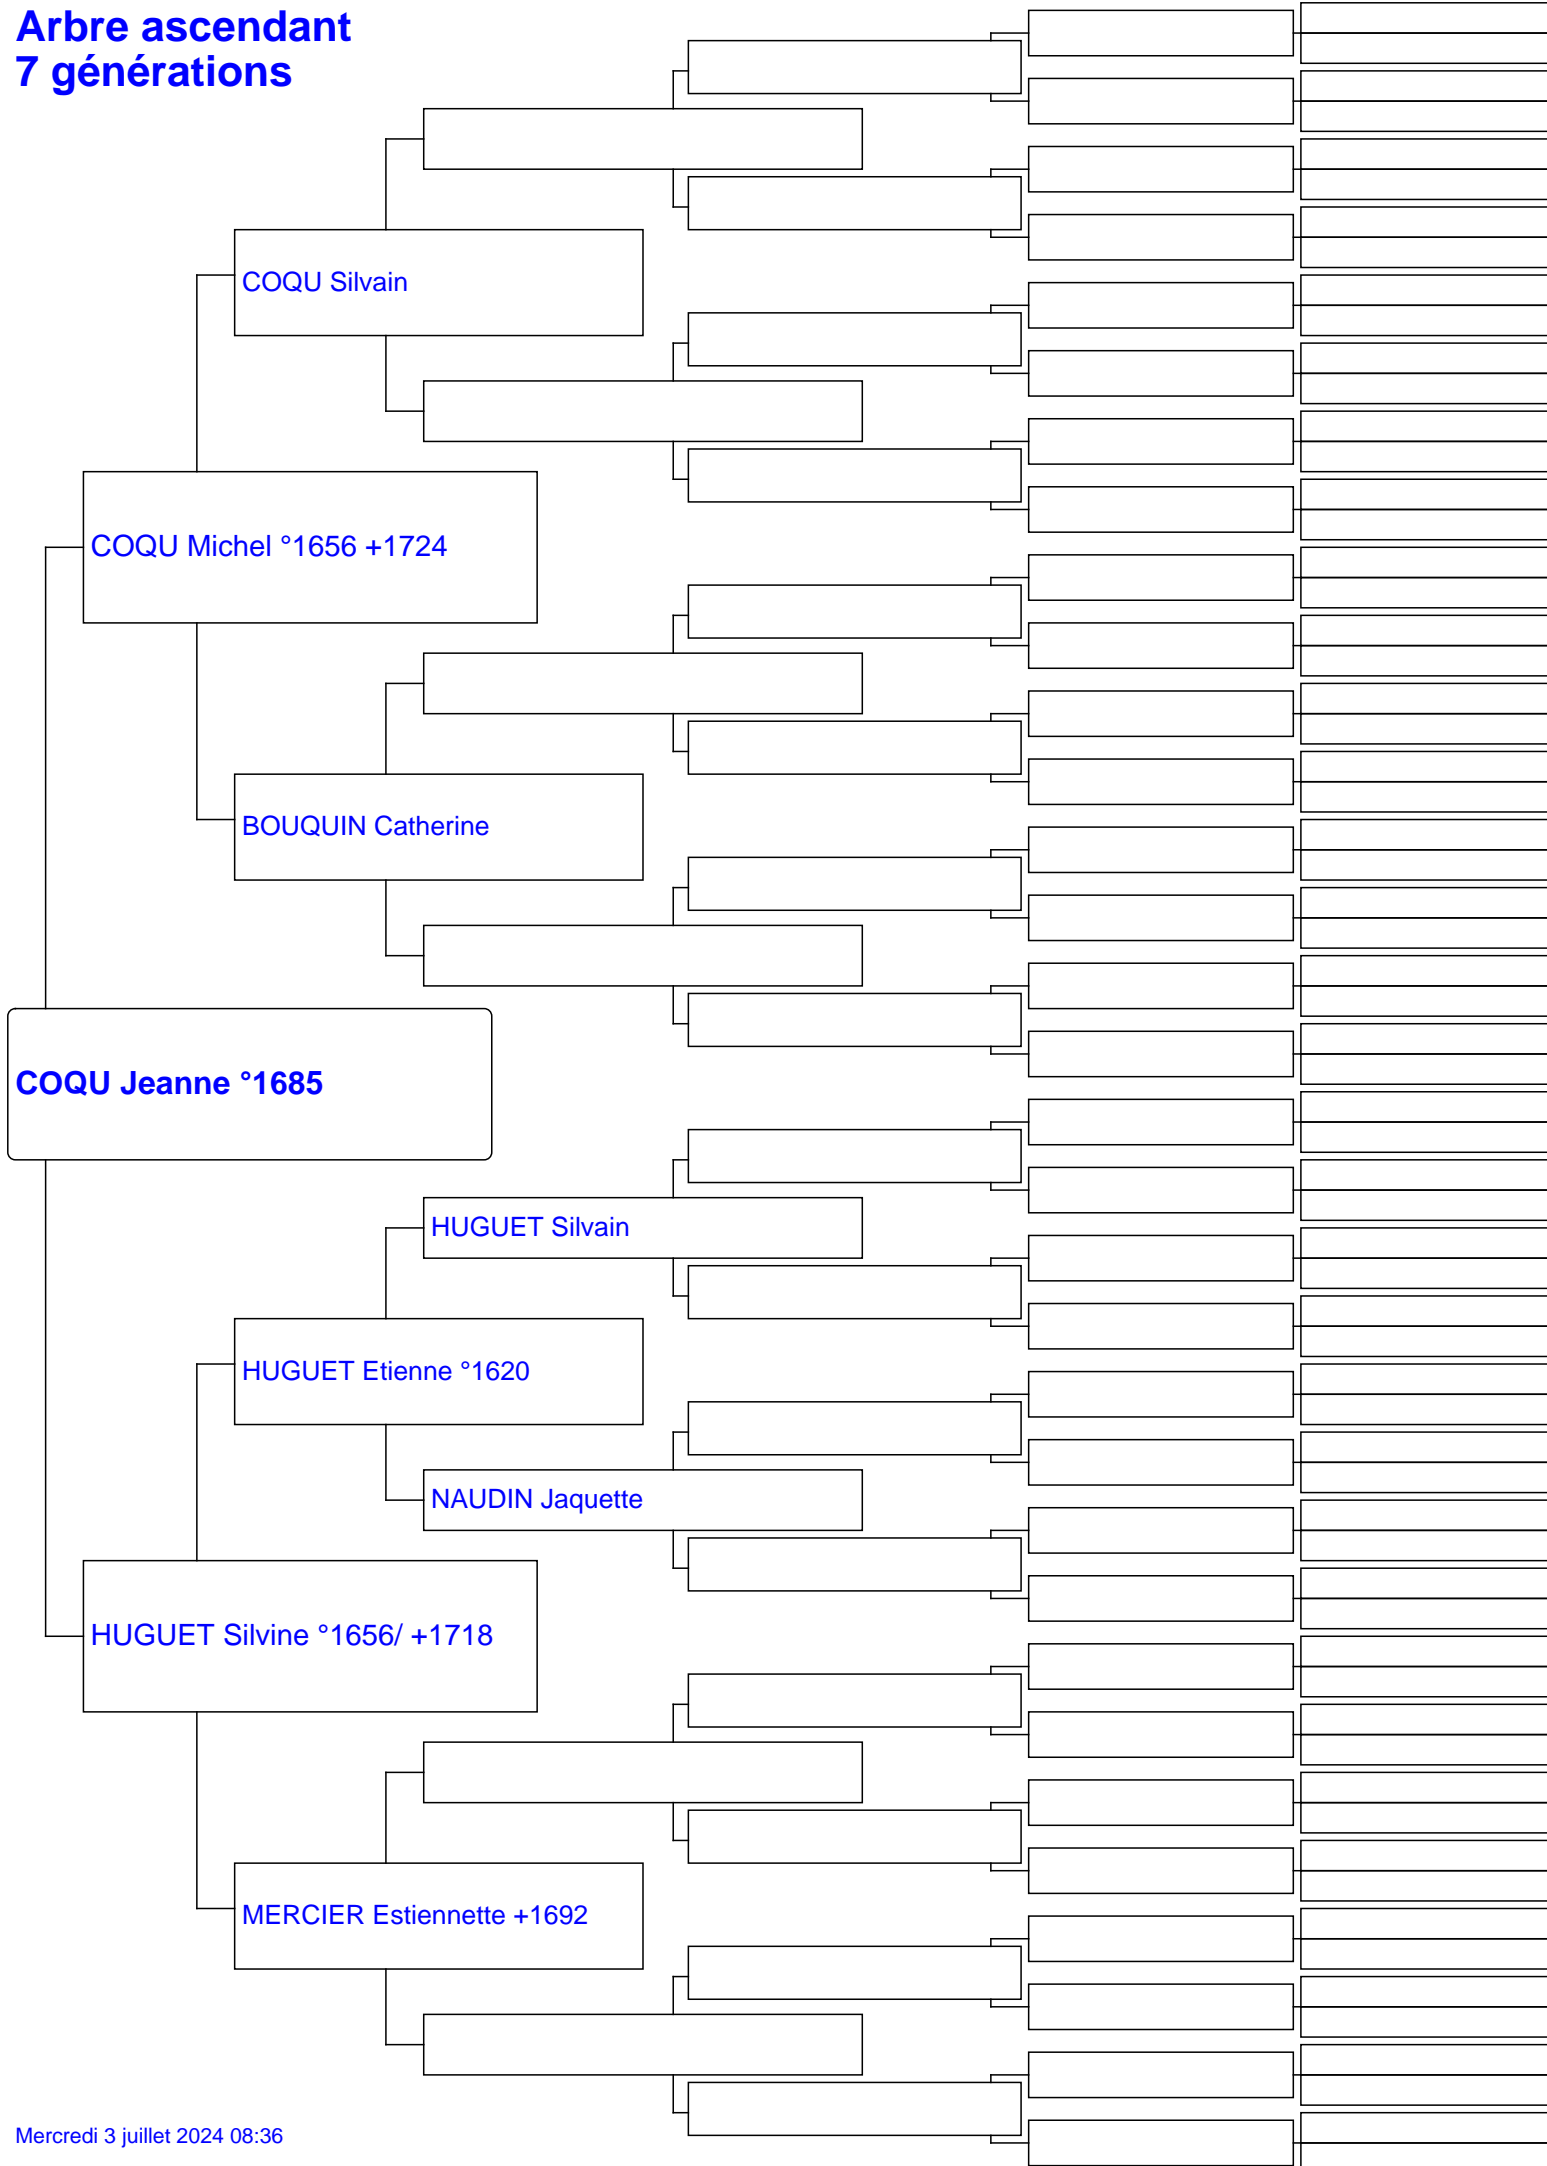 Arbre ascendant
7 générations
COQU Silvain
COQU Michel °1656 +1724
BOUQUIN Catherine
COQU Jeanne °1685
HUGUET Silvain
HUGUET Etienne °1620
NAUDIN Jaquette
HUGUET Silvine °1656/ +1718
MERCIER Estiennette +1692
Mercredi 3 juillet 2024 08:36